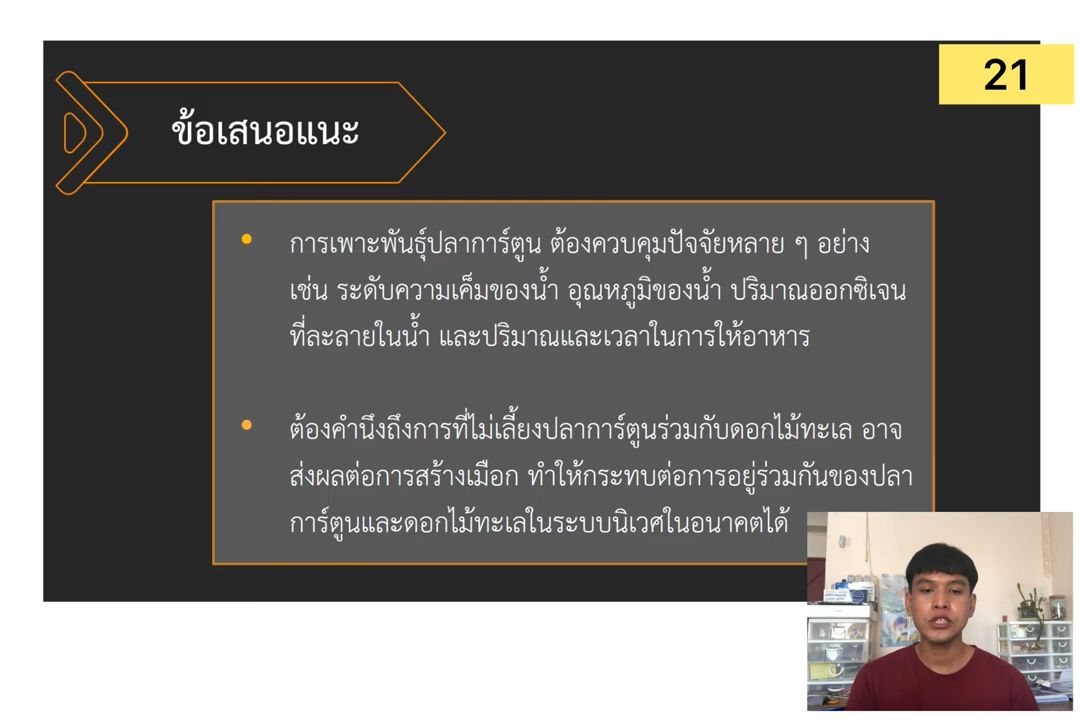 21
ข้อเสนอแนะ
การเพาะพันธุ์ปลาการ์ตูน ต้องควบคุมปัจจัยหลาย ๆ อย่าง
เช่น ระดับความเค็มของน้ำ อุณหภูมิของน้ำ ปริมาณออกซิเจน
ที่ละลายในน้ำ และปริมาณและเวลาในการให้อาหาร
ต้องคำนึงถึงการที่ไม่เลี้ยงปลาการ์ตูนร่วมกับดอกไม้ทะเล อาจ
ส่งผลต่อการสร้างเมือก ทำให้กระทบต่อการอยู่ร่วมกันของปลา
การ์ตูนและดอกไม้ทะเลในระบบนิเวศในอนาคตได้